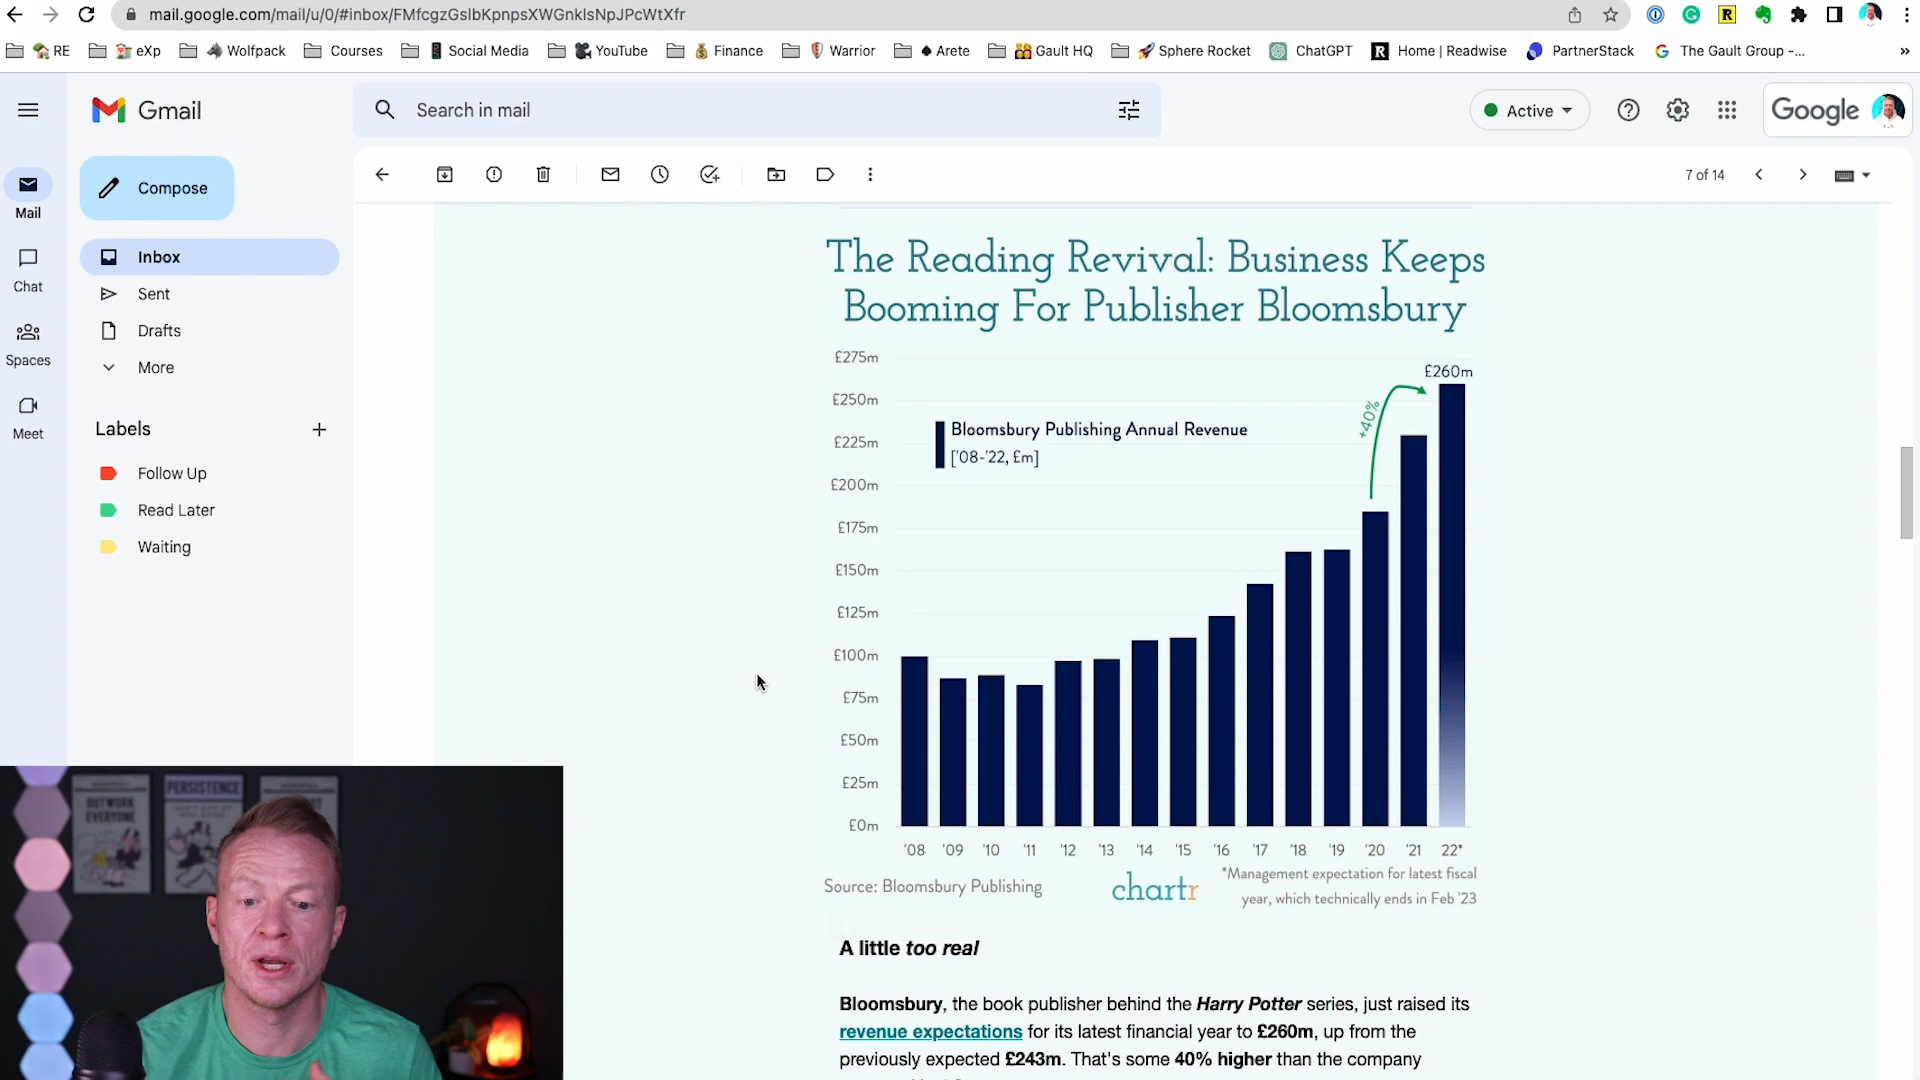 mail.google.com/mail/u/0/#inbox/FMfcgzGslbKpnpsXWGnklsNpJPcWtXfr
RE eXp Wolfpack Courses Social Media YouTube Finance Warrior Arete Gault HQ Sphere Rocket ChatGPT Home | Readwise PartnerStack The Gault Group -... »
Gmail
Search in mail
Active
Google
Compose
7 of 14
Mail
Inbox
Chat
Sent
Drafts
Spaces
More
Meet
Labels
Follow Up
Read Later
Waiting
The Reading Revival: Business Keeps
Booming For Publisher Bloomsbury
£275m
£260m
£250m
+40%
Bloomsbury Publishing Annual Revenue
['08-'22, £m]
£225m
£200m
£175m
£150m
£125m
£100m
£75m
£50m
£25m
£0m
'08 '09 '10 '11 '12 '13 '14 '15 '16 '17 '18 '19 '20 '21 22*
Source: Bloomsbury Publishing
chartr
*Management expectation for latest fiscal
year, which technically ends in Feb '23
A little too real
Bloomsbury, the book publisher behind the Harry Potter series, just raised its
revenue expectations for its latest financial year to £260m, up from the
previously expected £243m. That's some 40% higher than the company
OUTWORK
EVERYONE
PERSISTENCE